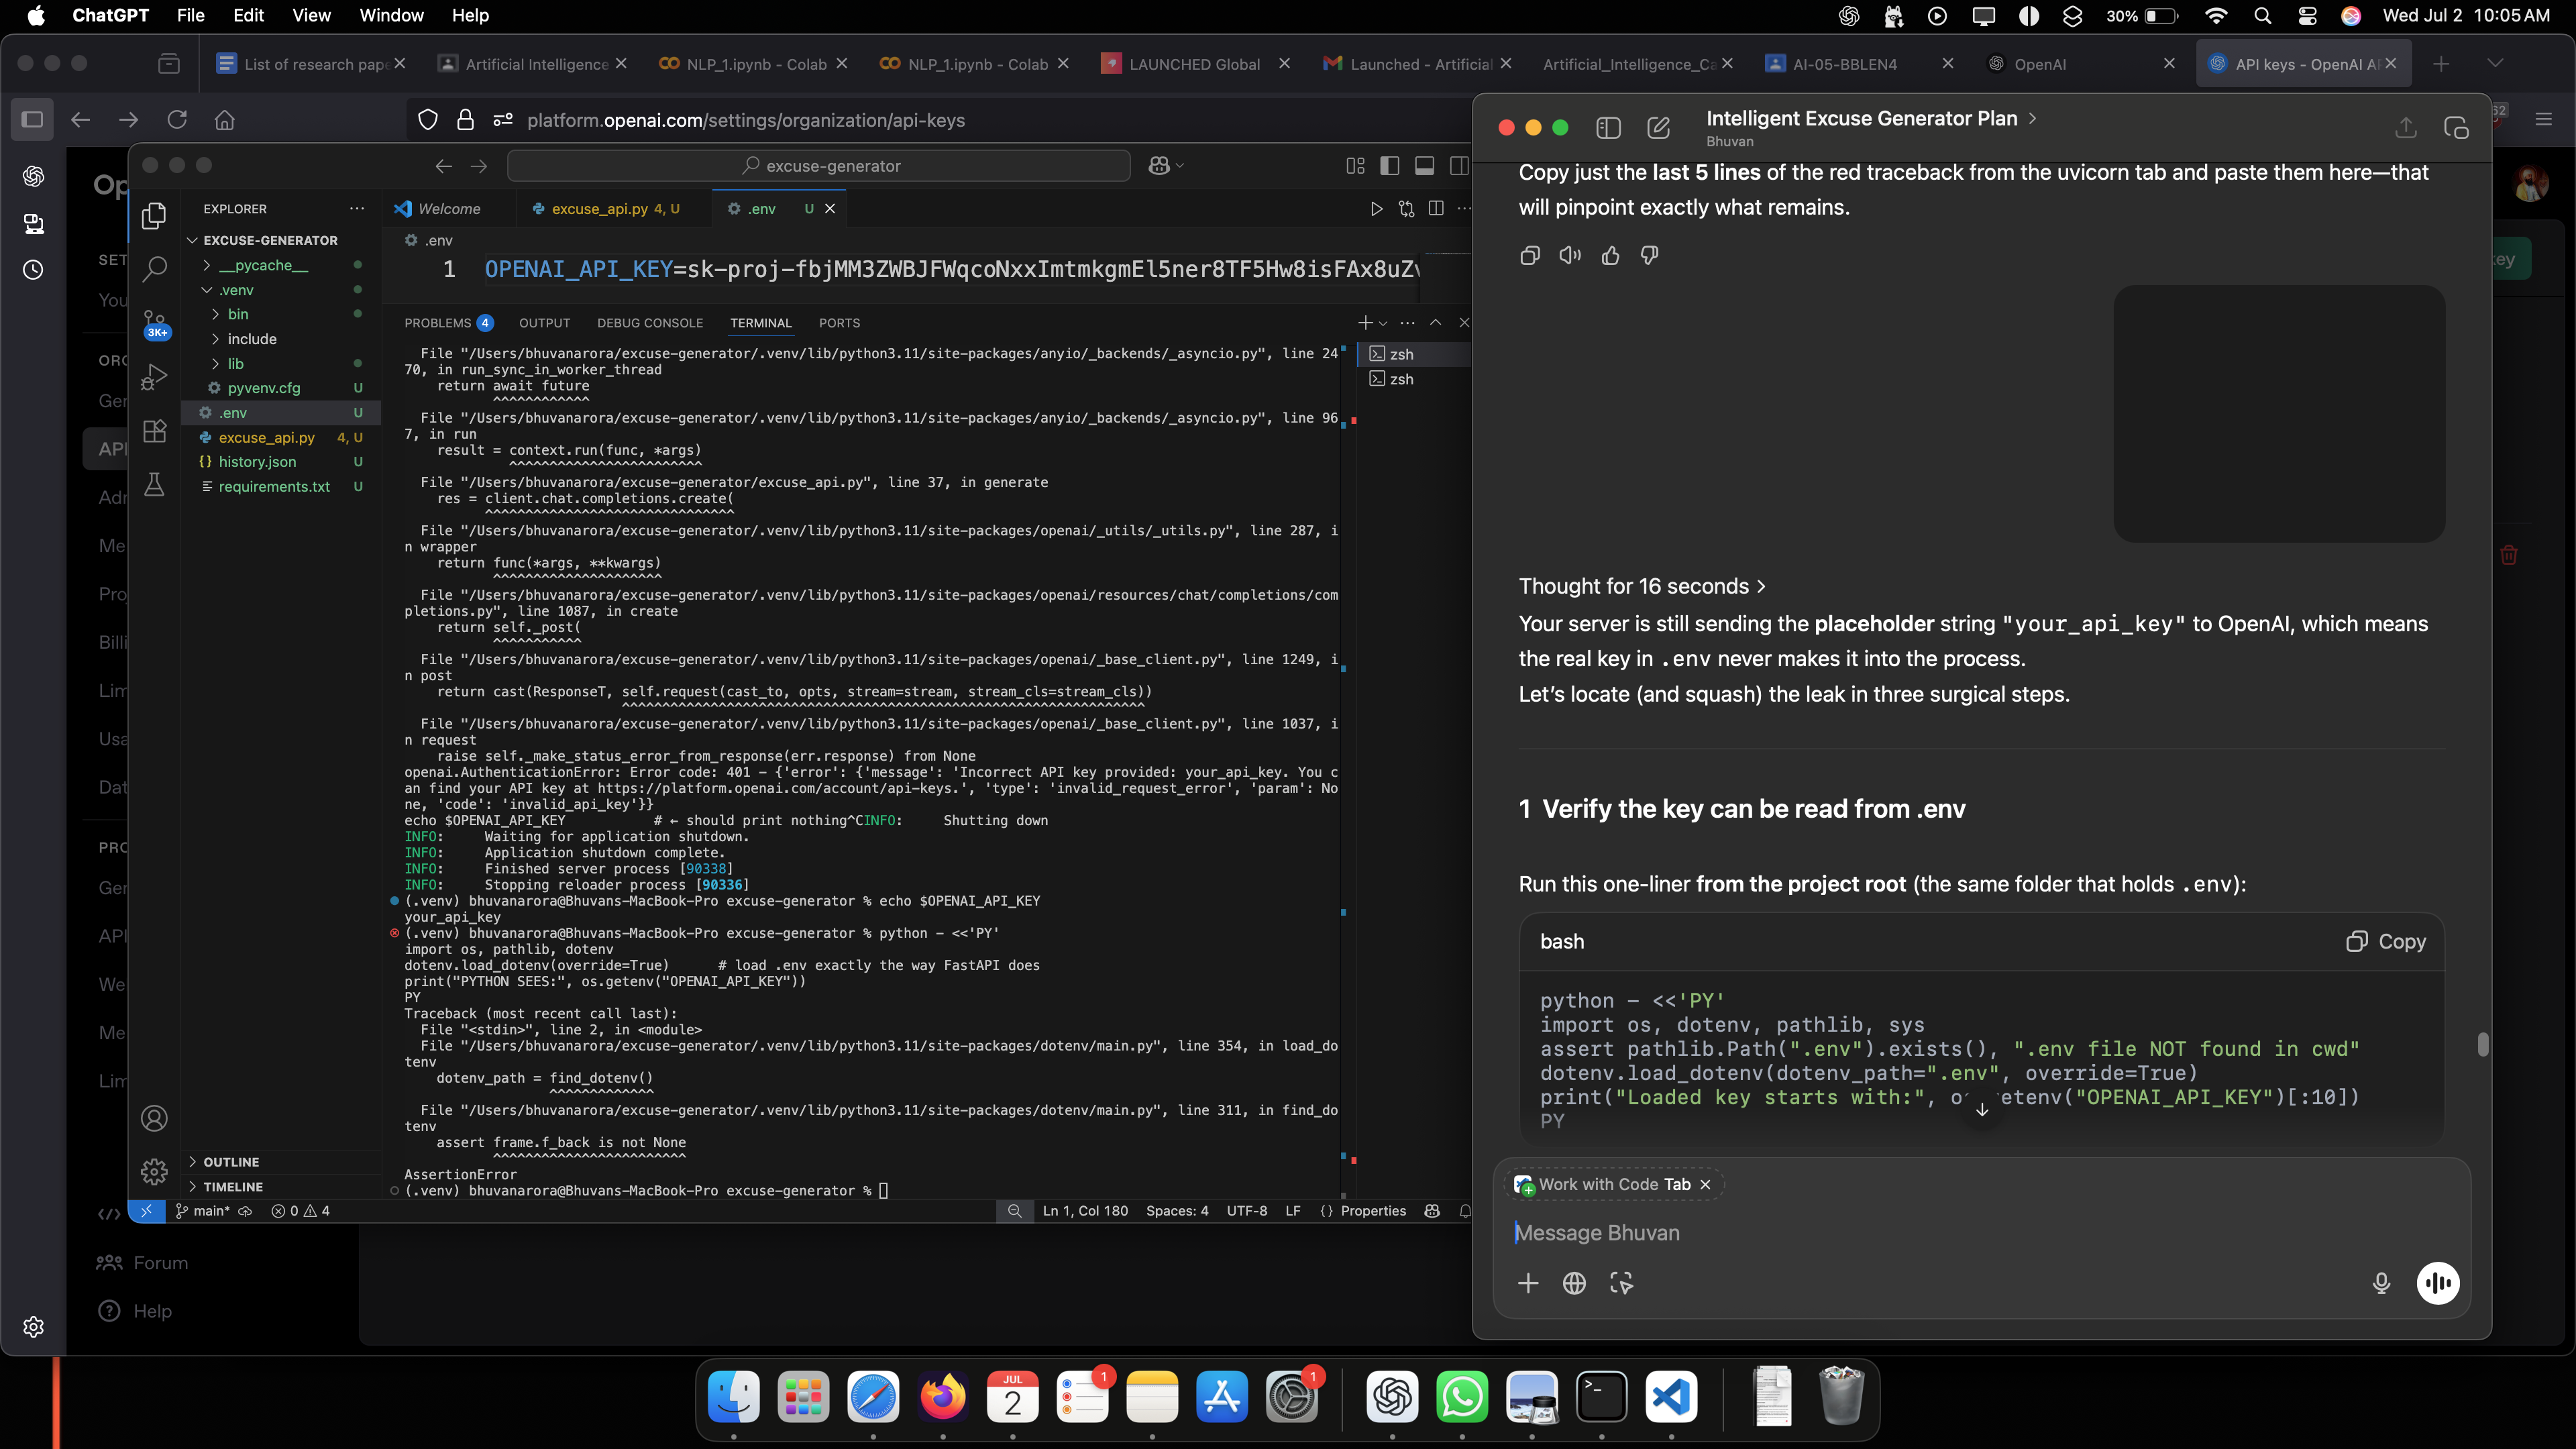 ChatGPT File Edit View Window Help
30% Wed Jul 2 10:05 AM
List of research pape
Artificial Intelligence
NLP_1.ipynb - Colab
NLP_1.ipynb - Colab
LAUNCHED Global
Launched - Artificial
Artificial_Intelligence_Ca
AI-05-BBLEN4
OpenAI
API keys - OpenAI A
platform.openai.com/settings/organization/api-keys
excuse-generator
EXPLORER
EXCUSE-GENERATOR
__pycache__
.venv
bin
include
lib
pyvenv.cfg U
.env U
excuse_api.py 4, U
history.json U
requirements.txt U
3K+
OUTLINE
TIMELINE
Welcome
excuse_api.py 4, U
.env U
.env
1 OPENAI_API_KEY=sk-proj-fbjMM3ZWBJFWqcoNxxImtmkgmEl5ner8TF5Hw8isFAx8uZv
PROBLEMS 4 OUTPUT DEBUG CONSOLE TERMINAL PORTS
zsh
zsh
File "/Users/bhuvanarora/excuse-generator/.venv/lib/python3.11/site-packages/anyio/_backends/_asyncio.py", line 24
70, in run_sync_in_worker_thread
return await future
^^^^^^^^^^^^
File "/Users/bhuvanarora/excuse-generator/.venv/lib/python3.11/site-packages/anyio/_backends/_asyncio.py", line 96
7, in run
result = context.run(func, *args)
^^^^^^^^^^^^^^^^^^^^^^^^
File "/Users/bhuvanarora/excuse-generator/excuse_api.py", line 37, in generate
res = client.chat.completions.create(
^^^^^^^^^^^^^^^^^^^^^^^^^^^^^^^
File "/Users/bhuvanarora/excuse-generator/.venv/lib/python3.11/site-packages/openai/_utils/_utils.py", line 287, i
n wrapper
return func(*args, **kwargs)
^^^^^^^^^^^^^^^^^^^^^
File "/Users/bhuvanarora/excuse-generator/.venv/lib/python3.11/site-packages/openai/resources/chat/completions/com
pletions.py", line 1087, in create
return self._post(
^^^^^^^^^^^
File "/Users/bhuvanarora/excuse-generator/.venv/lib/python3.11/site-packages/openai/_base_client.py", line 1249, i
n post
return cast(ResponseT, self.request(cast_to, opts, stream=stream, stream_cls=stream_cls))
^^^^^^^^^^^^^^^^^^^^^^^^^^^^^^^^^^^^^^^^^^^^^^^^^^^^^^^^^^^^^^^^^
File "/Users/bhuvanarora/excuse-generator/.venv/lib/python3.11/site-packages/openai/_base_client.py", line 1037, i
n request
raise self._make_status_error_from_response(err.response) from None
openai.AuthenticationError: Error code: 401 - {'error': {'message': 'Incorrect API key provided: your_api_key. You c
an find your API key at https://platform.openai.com/account/api-keys.', 'type': 'invalid_request_error', 'param': No
ne, 'code': 'invalid_api_key'}}
echo $OPENAI_API_KEY # ← should print nothing^CINFO: Shutting down
INFO: Waiting for application shutdown.
INFO: Application shutdown complete.
INFO: Finished server process [90338]
INFO: Stopping reloader process [90336]
(.venv) bhuvanarora@Bhuvans-MacBook-Pro excuse-generator % echo $OPENAI_API_KEY
your_api_key
(.venv) bhuvanarora@Bhuvans-MacBook-Pro excuse-generator % python - <<'PY'
import os, pathlib, dotenv
dotenv.load_dotenv(override=True) # load .env exactly the way FastAPI does
print("PYTHON SEES:", os.getenv("OPENAI_API_KEY"))
PY
Traceback (most recent call last):
File "<stdin>", line 2, in <module>
File "/Users/bhuvanarora/excuse-generator/.venv/lib/python3.11/site-packages/dotenv/main.py", line 354, in load_do
tenv
dotenv_path = find_dotenv()
^^^^^^^^^^^^^
File "/Users/bhuvanarora/excuse-generator/.venv/lib/python3.11/site-packages/dotenv/main.py", line 311, in find_do
tenv
assert frame.f_back is not None
^^^^^^^^^^^^^^^^^^^^^^^^
AssertionError
(.venv) bhuvanarora@Bhuvans-MacBook-Pro excuse-generator %
main* 0 4
Ln 1, Col 180 Spaces: 4 UTF-8 LF {} Properties
Forum
Help
Intelligent Excuse Generator Plan
Bhuvan
Copy just the last 5 lines of the red traceback from the uvicorn tab and paste them here—that
will pinpoint exactly what remains.
Thought for 16 seconds
Your server is still sending the placeholder string "your_api_key" to OpenAI, which means
the real key in .env never makes it into the process.
Let's locate (and squash) the leak in three surgical steps.
1 Verify the key can be read from .env
Run this one-liner from the project root (the same folder that holds .env):
bash Copy
python - <<'PY'
import os, dotenv, pathlib, sys
assert pathlib.Path(".env").exists(), ".env file NOT found in cwd"
dotenv.load_dotenv(dotenv_path=".env", override=True)
print("Loaded key starts with:", os.getenv("OPENAI_API_KEY")[:10])
PY
Work with Code Tab
Message Bhuvan
JUL
2
1
1